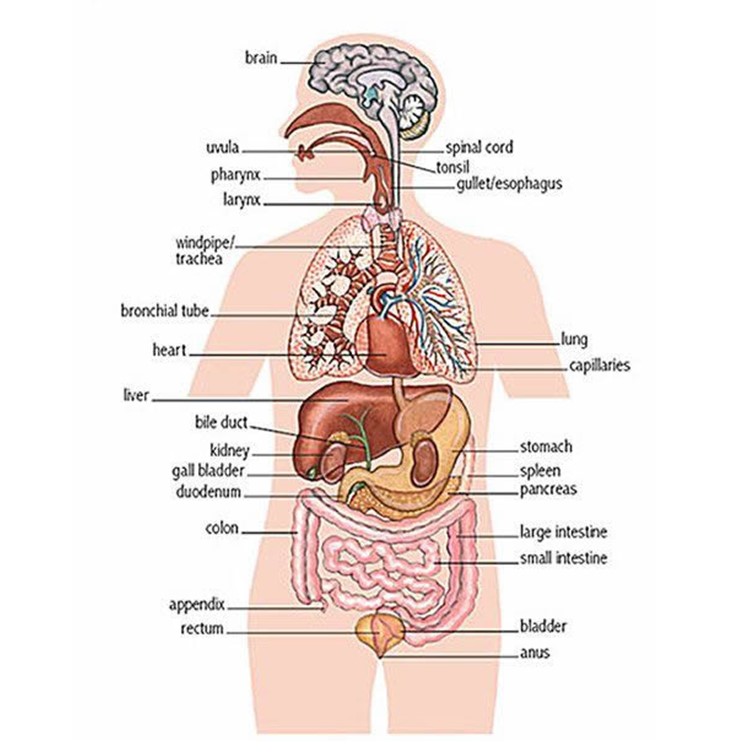 brain
uvula
pharynx
larynx
windpipe/
trachea
bronchial tube
heart
liver
bile duct
kidney
gall bladder
duodenum
colon
appendix
rectum
spinal cord
tonsil
gullet/esophagus
lung
capillaries
stomach
spleen
pancreas
large intestine
small intestine
bladder
anus